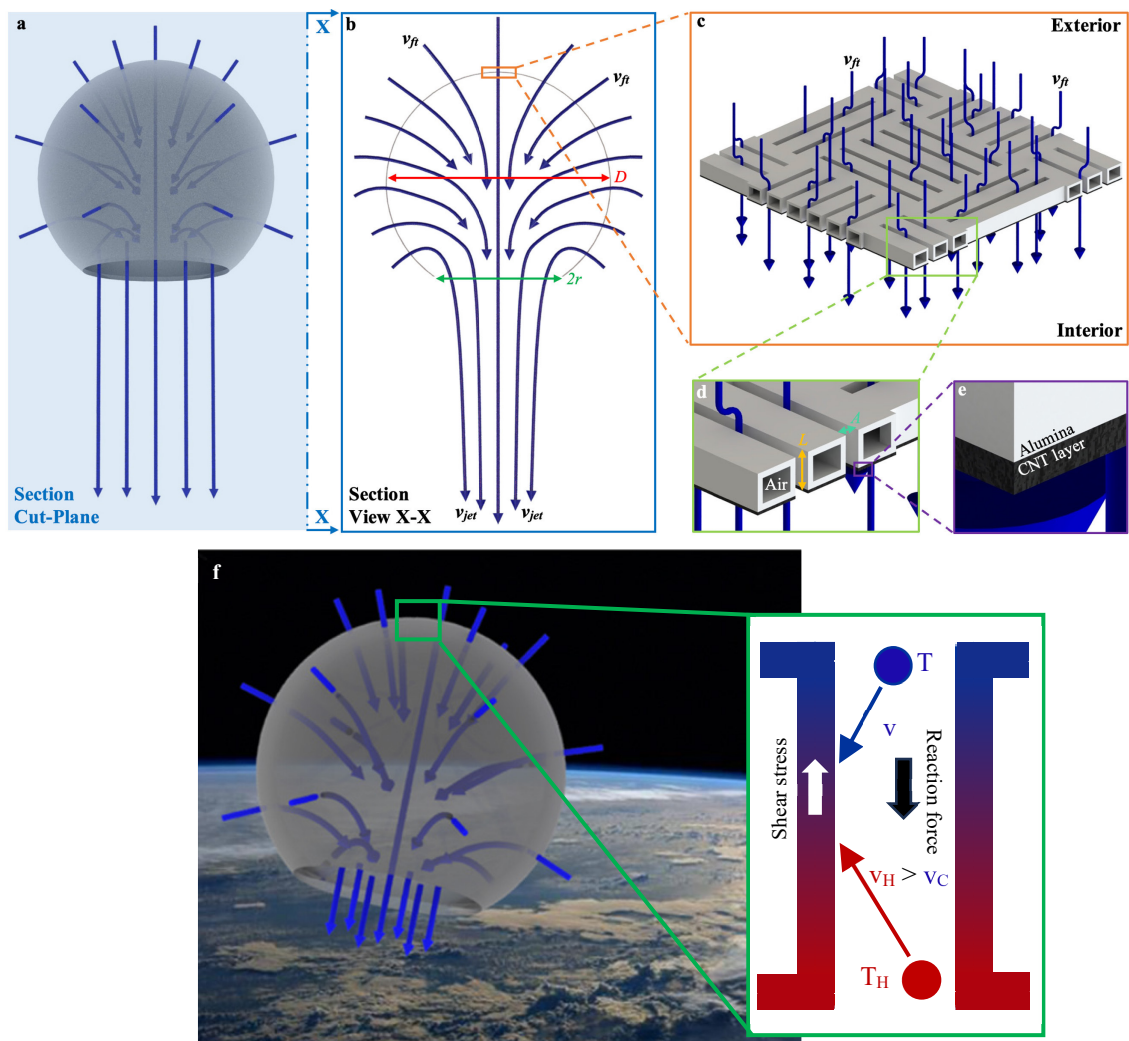 a
X
b
v_ft
v_ft
D
2r
v_jet
v_jet
Section
Cut-Plane
X
Section
View X-X
c
Exterior
v_ft
v_ft
Interior
d
L
A
Air
e
Alumina
CNT layer
f
T
v
Shear stress
Reaction force
v_H > v_C
T_H